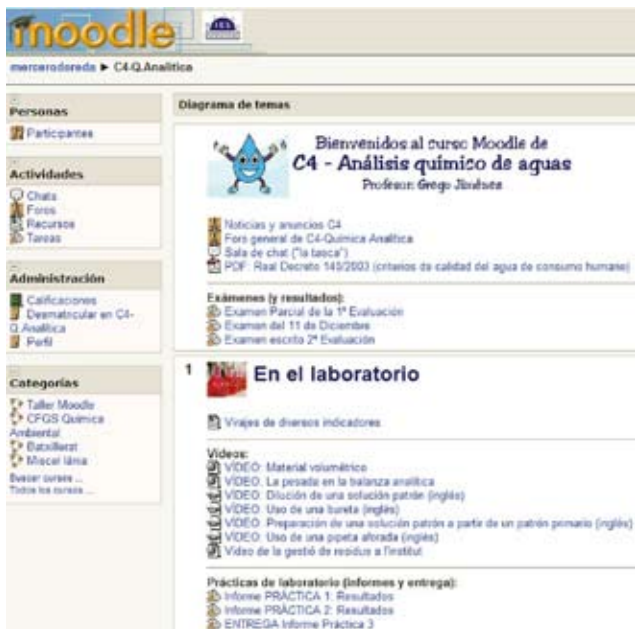 moodle
mercerodoreda ► C4-Q.Analítica
Personas
Participantes
Actividades
Chats
Foros
Recursos
Tareas
Administración
Calificaciones
Desmatricular en C4-
Q.Analítica
Perfil
Categorías
Taller Moodle
CFGS Química
Ambiental
Batxillerat
Miscel·lània
Buscar cursos ...
Todos los cursos ...
Diagrama de temas
Bienvenidos al curso Moodle de
C4 - Análisis químico de aguas
Profesor: Grego Jiménez
Noticias y anuncios C4
Foro general de C4-Química Analítica
Sala de chat ("la tasca")
PDF: Real Decreto 140/2003 (criterios de calidad del agua de consumo humano)
Exámenes (y resultados):
Examen Parcial de la 1ª Evaluación
Examen del 11 de Diciembre
Examen escrito 2ª Evaluación
1 En el laboratorio
Virajes de diversos indicadores
Videos:
VÍDEO: Material volumétrico
VÍDEO: La pesada en la balanza analítica
VÍDEO: Dilución de una solución patrón (inglés)
VÍDEO: Uso de una bureta (inglés)
VÍDEO: Preparación de una solución patrón a partir de un patrón primario (inglés)
VÍDEO: Uso de una pipeta aforada (inglés)
Video de la gestió de residus a l'institut
Prácticas de laboratorio (informes y entrega):
Informe PRÁCTICA 1: Resultados
Informe PRÁCTICA 2: Resultados
ENTREGA Informe Práctica 3